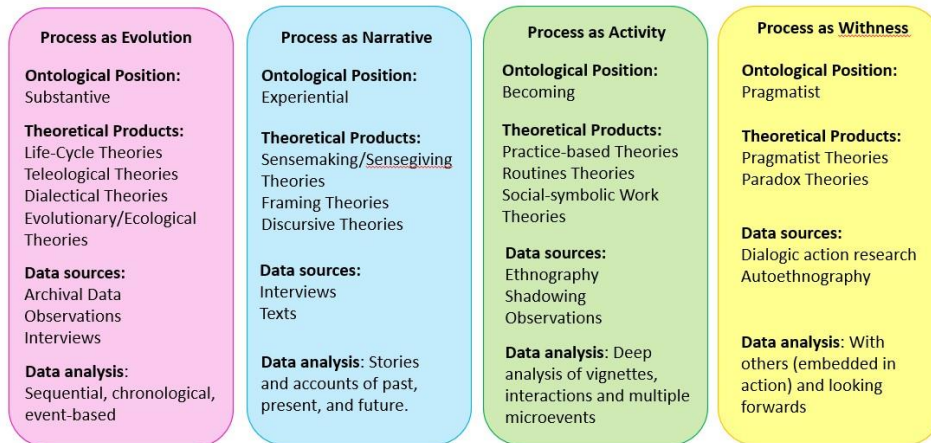 Process as Evolution
Ontological Position:
Substantive
Theoretical Products:
Life-Cycle Theories
Teleological Theories
Dialectical Theories
Evolutionary/Ecological
Theories
Data sources:
Archival Data
Observations
Interviews
Data analysis:
Sequential, chronological,
event-based
Process as Narrative
Ontological Position:
Experiential
Theoretical Products:
Sensemaking/Sensegiving
Theories
Framing Theories
Discursive Theories
Data sources:
Interviews
Texts
Data analysis: Stories
and accounts of past,
present, and future.
Process as Activity
Ontological Position:
Becoming
Theoretical Products:
Practice-based Theories
Routines Theories
Social-symbolic Work
Theories
Data sources:
Ethnography
Shadowing
Observations
Data analysis: Deep
analysis of vignettes,
interactions and multiple
microevents
Process as Withness
Ontological Position:
Pragmatist
Theoretical Products:
Pragmatist Theories
Paradox Theories
Data sources:
Dialogic action research
Autoethnography
Data analysis: With
others (embedded in
action) and looking
forwards